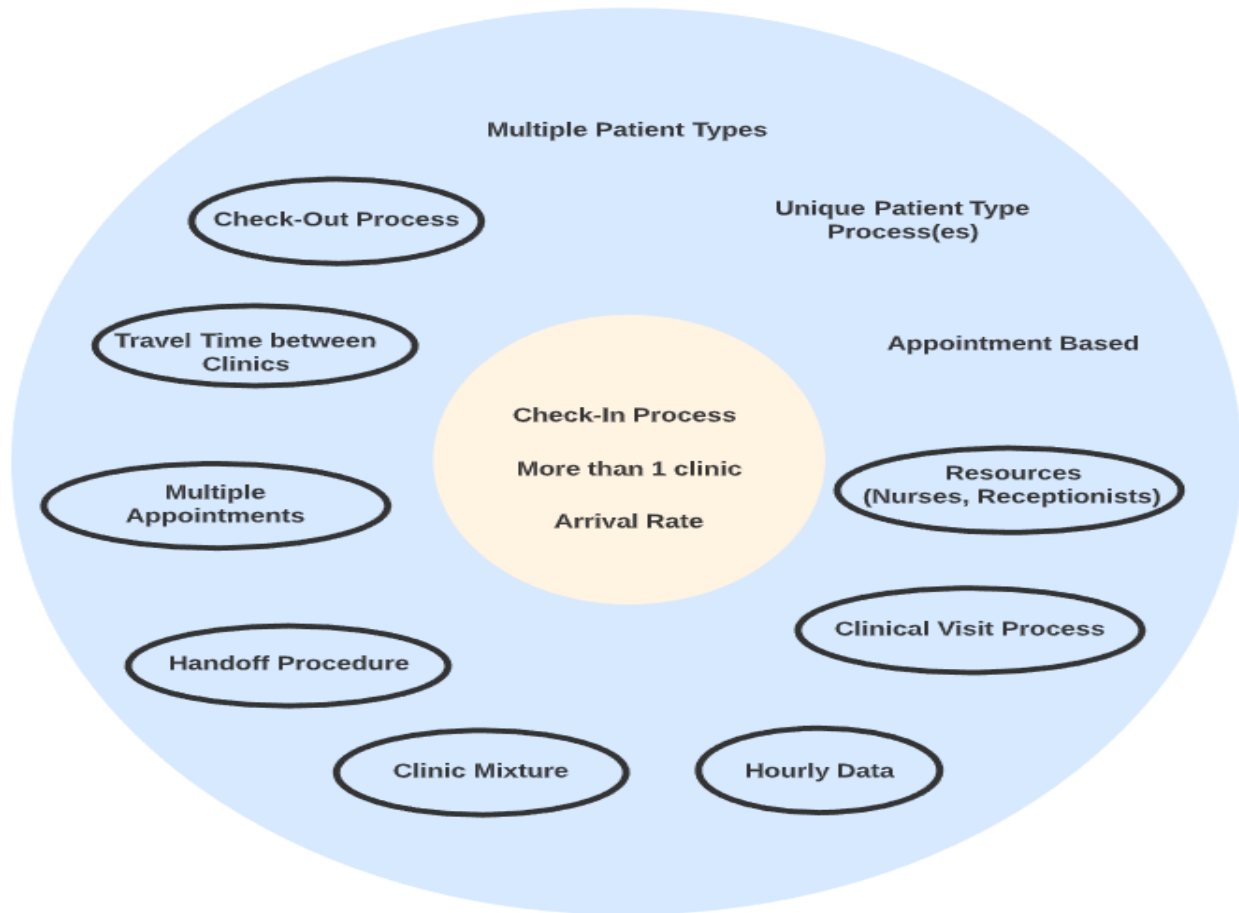 Multiple Patient Types
Check-Out Process
Unique Patient Type
Process(es)
Travel Time between
Clinics
Appointment Based
Check-In Process
More than 1 clinic
Arrival Rate
Multiple
Appointments
Resources
(Nurses, Receptionists)
Handoff Procedure
Clinical Visit Process
Clinic Mixture
Hourly Data